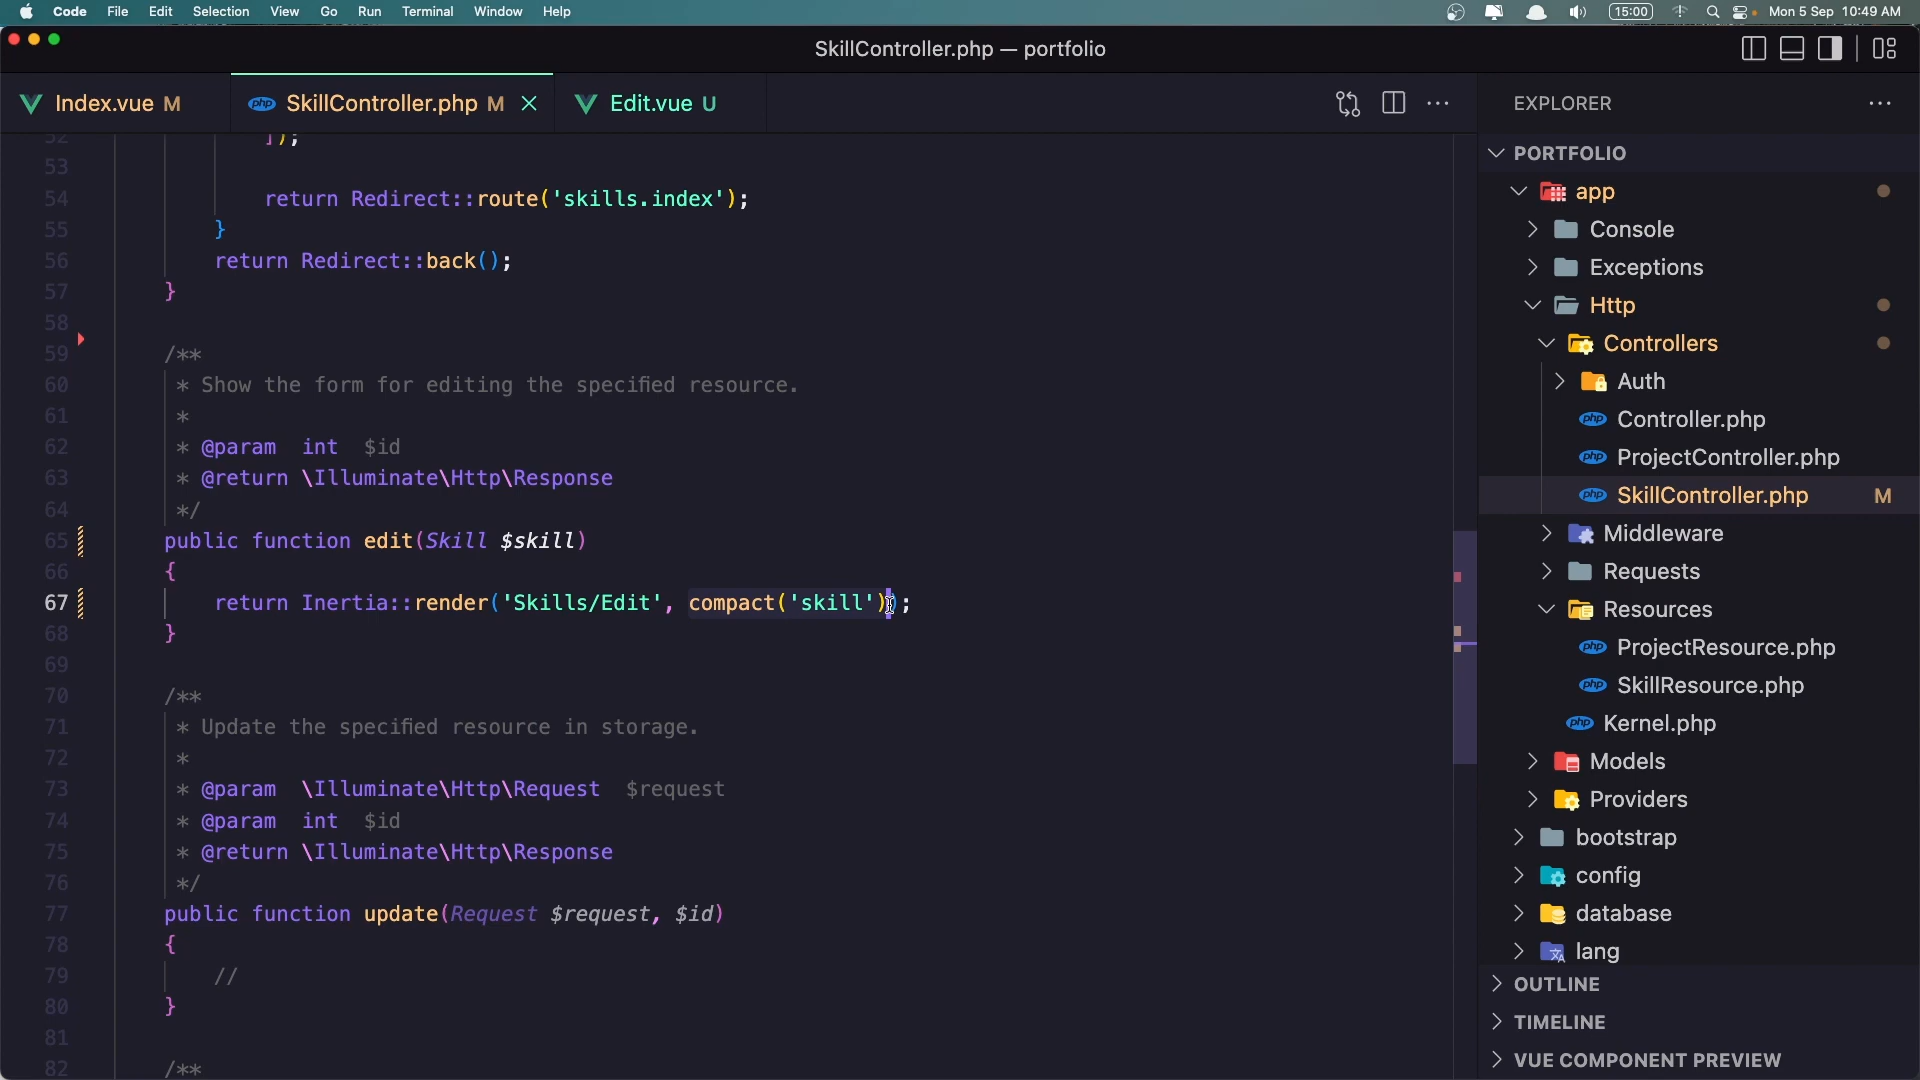 Code File Edit Selection View Go Run Terminal Window Help 15:00 Mon 5 Sep 10:49 AM
SkillController.php — portfolio
Index.vue M SkillController.php M Edit.vue U
52 ]);
53
54 return Redirect::route('skills.index');
55 }
56 return Redirect::back();
57 }
58
59 /**
60 * Show the form for editing the specified resource.
61 *
62 * @param int $id
63 * @return \Illuminate\Http\Response
64 */
65 public function edit(Skill $skill)
66 {
67 return Inertia::render('Skills/Edit', compact('skill'));
68 }
69
70 /**
71 * Update the specified resource in storage.
72 *
73 * @param \Illuminate\Http\Request $request
74 * @param int $id
75 * @return \Illuminate\Http\Response
76 */
77 public function update(Request $request, $id)
78 {
79 //
80 }
81
82 /**
EXPLORER
PORTFOLIO
app
Console
Exceptions
Http
Controllers
Auth
php Controller.php
php ProjectController.php
php SkillController.php M
Middleware
Requests
Resources
php ProjectResource.php
php SkillResource.php
php Kernel.php
Models
Providers
bootstrap
config
database
lang
OUTLINE
TIMELINE
VUE COMPONENT PREVIEW